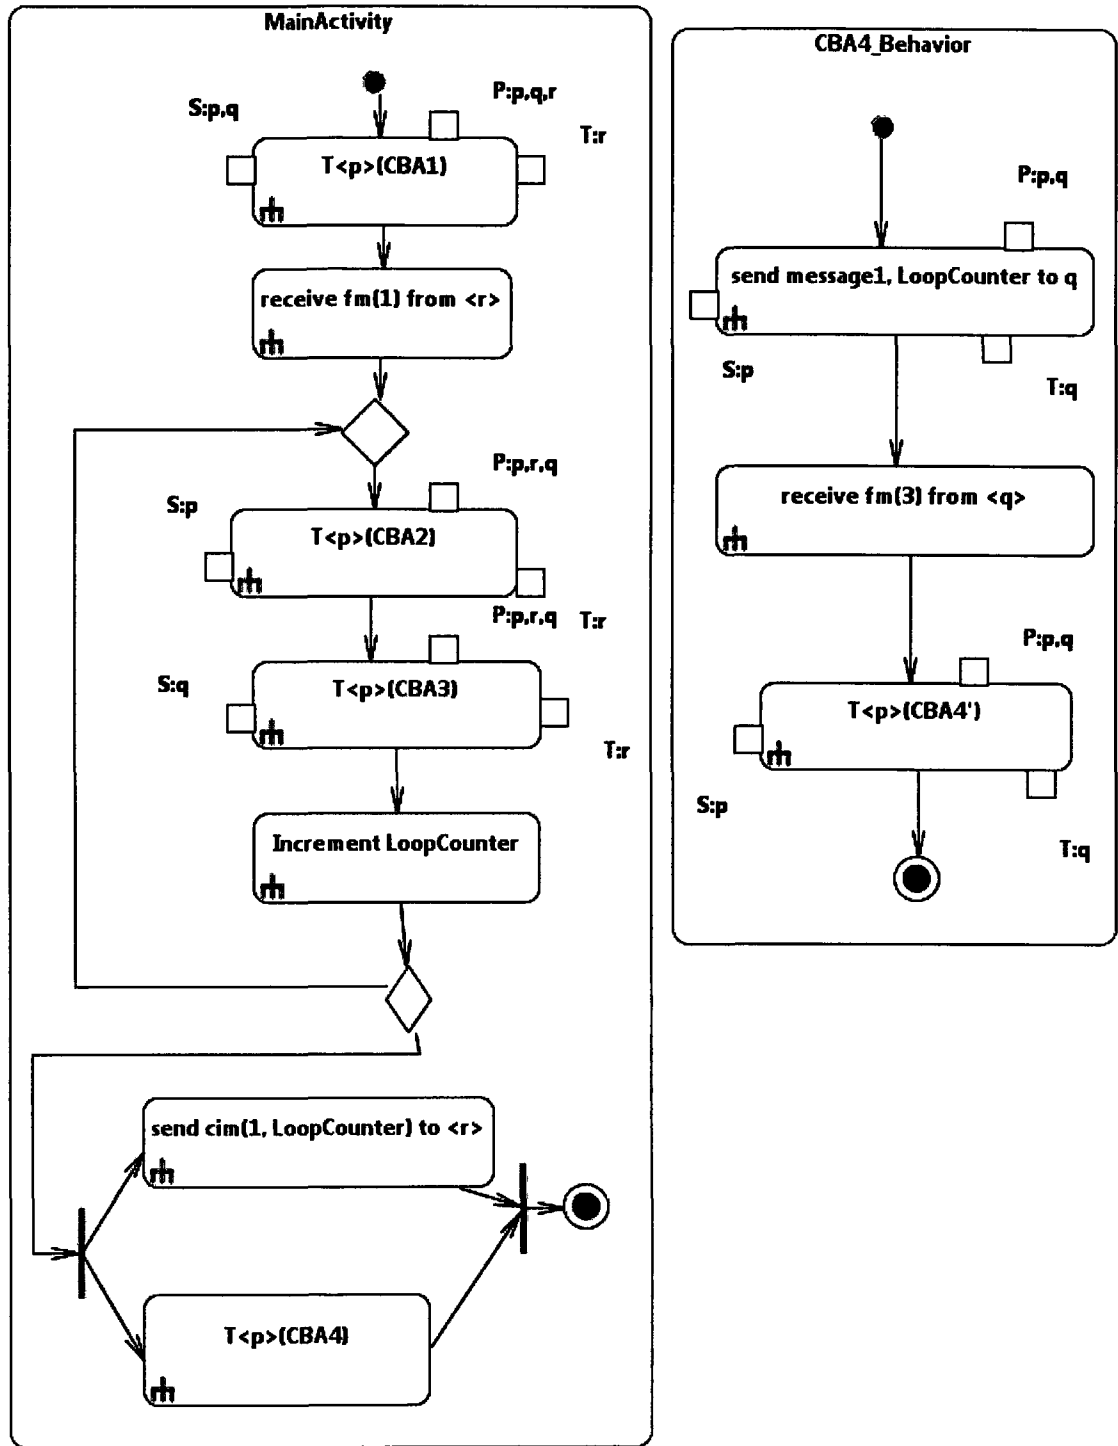 MainActivity
S:p,q
P:p,q,r
T:r
T<p>(CBA1)
receive fm(1) from <r>
P:p,r,q
S:p
T<p>(CBA2)
P:p,r,q
T:r
S:q
T<p>(CBA3)
T:r
Increment LoopCounter
send cim(1, LoopCounter) to <r>
T<p>(CBA4)
CBA4_Behavior
P:p,q
send message1, LoopCounter to q
S:p
T:q
receive fm(3) from <q>
P:p,q
T<p>(CBA4')
S:p
T:q